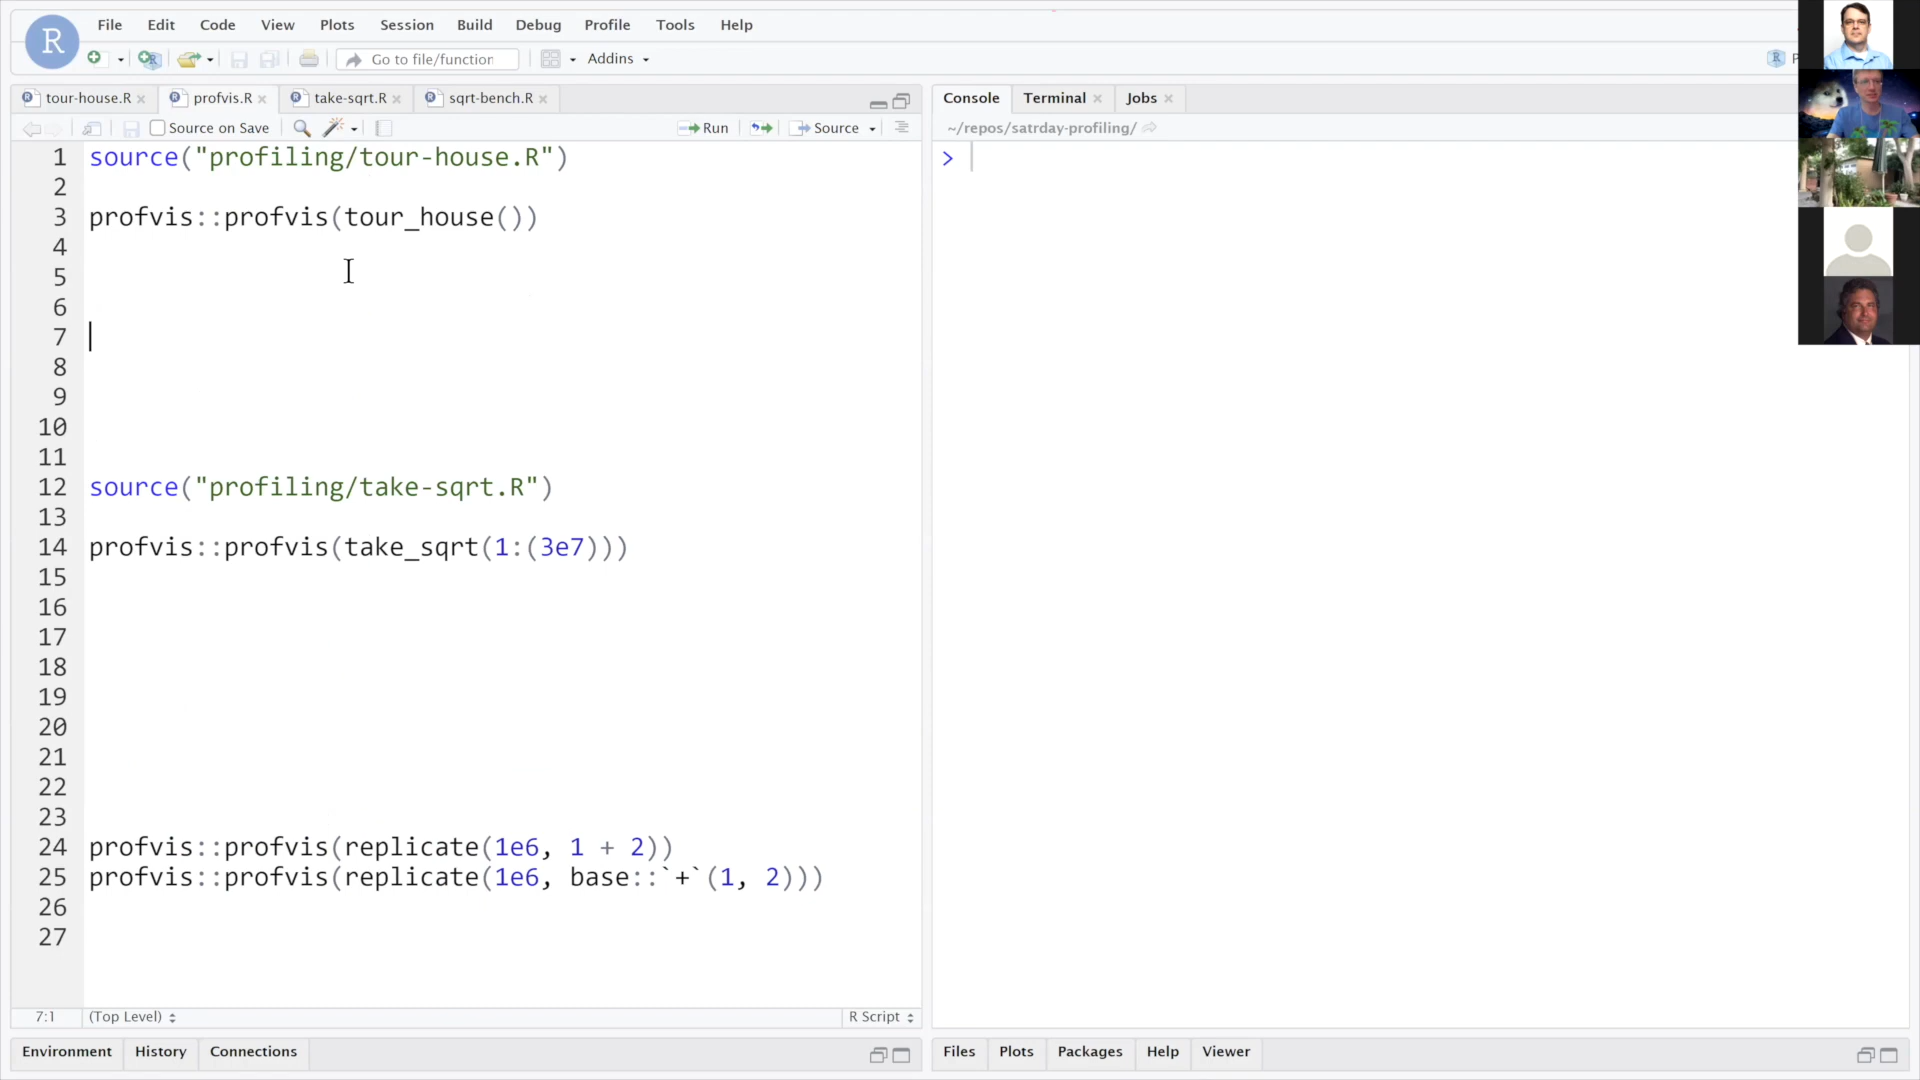 R
File Edit Code View Plots Session Build Debug Profile Tools Help
Go to file/function Addins
tour-house.R profvis.R take-sqrt.R sqrt-bench.R
Source on Save Run Source
1 source("profiling/tour-house.R")
2
3 profvis::profvis(tour_house())
4
5
6
7
8
9
10
11
12 source("profiling/take-sqrt.R")
13
14 profvis::profvis(take_sqrt(1:(3e7)))
15
16
17
18
19
20
21
22
23
24 profvis::profvis(replicate(1e6, 1 + 2))
25 profvis::profvis(replicate(1e6, base::`+`(1, 2)))
26
27
7:1 (Top Level) R Script
Environment History Connections
Console Terminal Jobs
~/repos/satrday-profiling/
>
Files Plots Packages Help Viewer